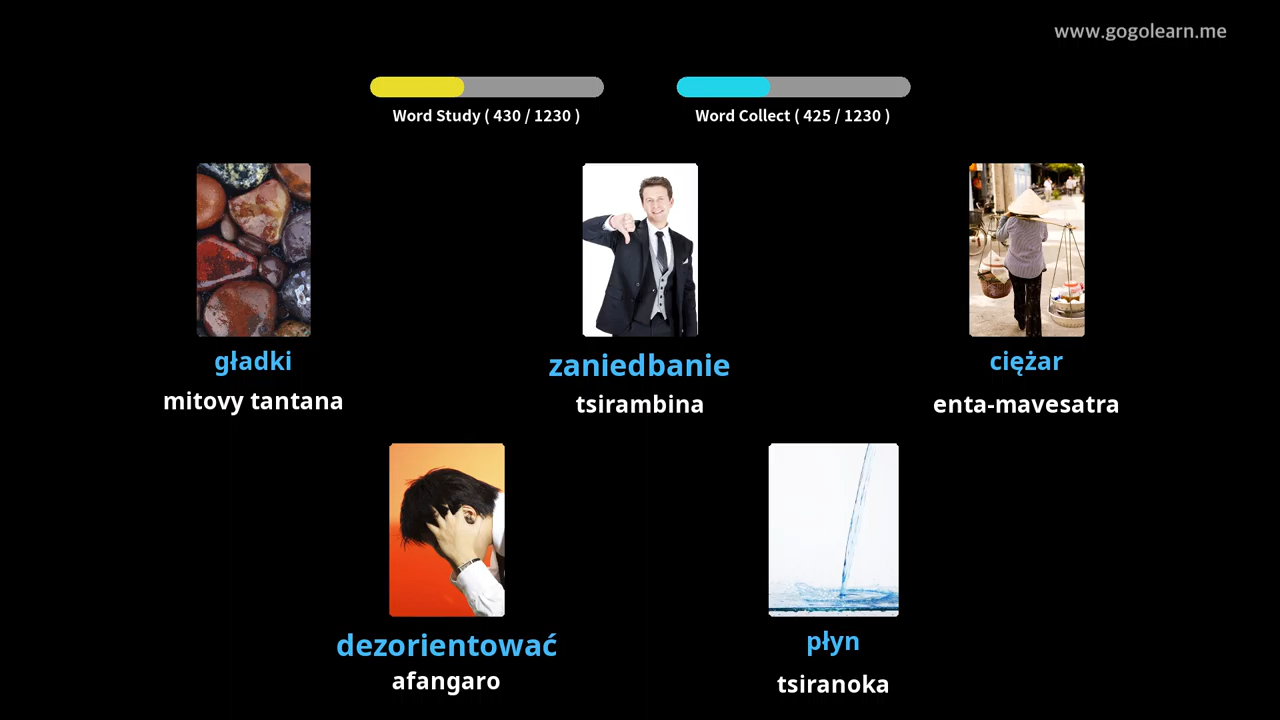 www.gogolearn.me
Word Study ( 430 / 1230 )
Word Collect ( 425 / 1230 )
gładki
mitovy tantana
zaniedbanie
tsirambina
ciężar
enta-mavesatra
dezorientować
afangaro
płyn
tsiranoka